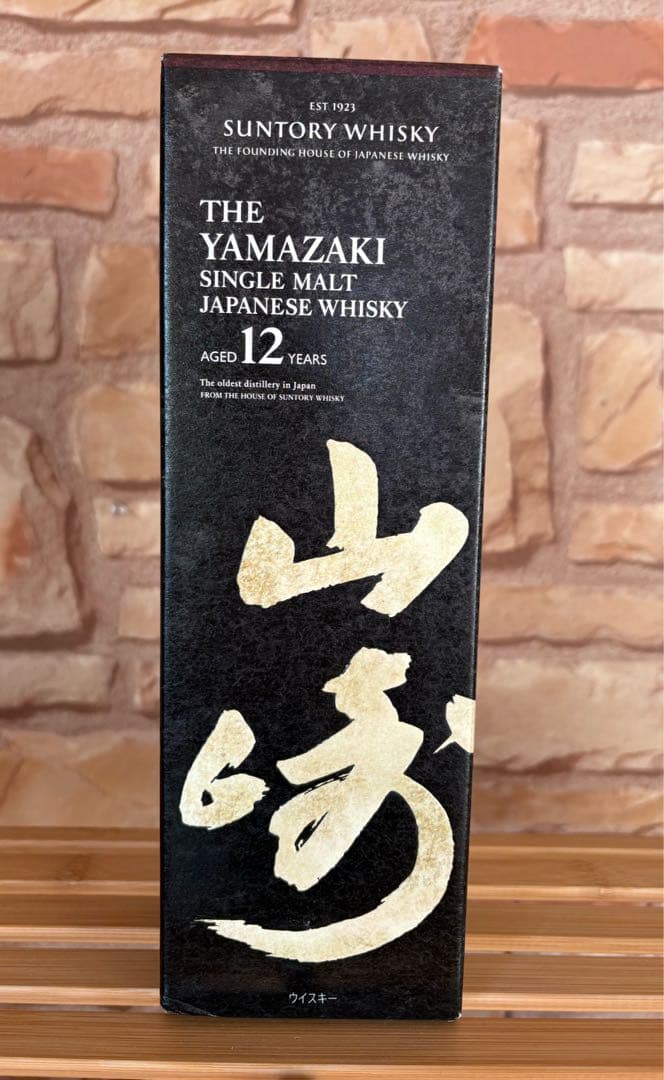 EST 1923
SUNTORY WHISKY
THE FOUNDING HOUSE OF JAPANESE WHISKY
THE
YAMAZAKI
SINGLE MALT
JAPANESE WHISKY
AGED 12 YEARS
The oldest distillery in Japan
FROM THE HOUSE OF SUNTORY WHISKY
山
崎
ウイスキー